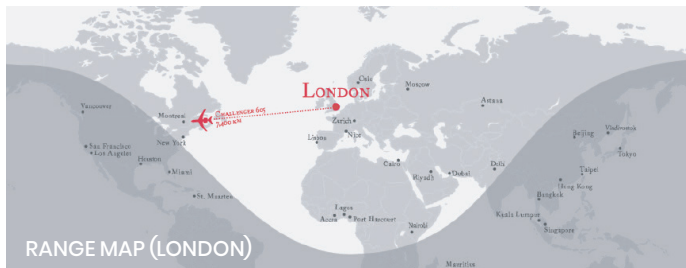 Oslo
Moscow
LONDON
Astana
Vancouver
CHALLENGER 605
7,400 KM
Montreal
Zurich
Nice
New York
Lisbon
Beijing
Vladivostok
San Francisco
Los Angeles
Tokyo
Houston
Cairo
Delhi
Miami
Riyadh
Dubai
Taipei
Hong Kong
St. Maarten
Bangkok
Lagos
Accra
Port Harcourt
Kuala Lumpur
Nairobi
Singapore
RANGE MAP (LONDON)
Mauritius